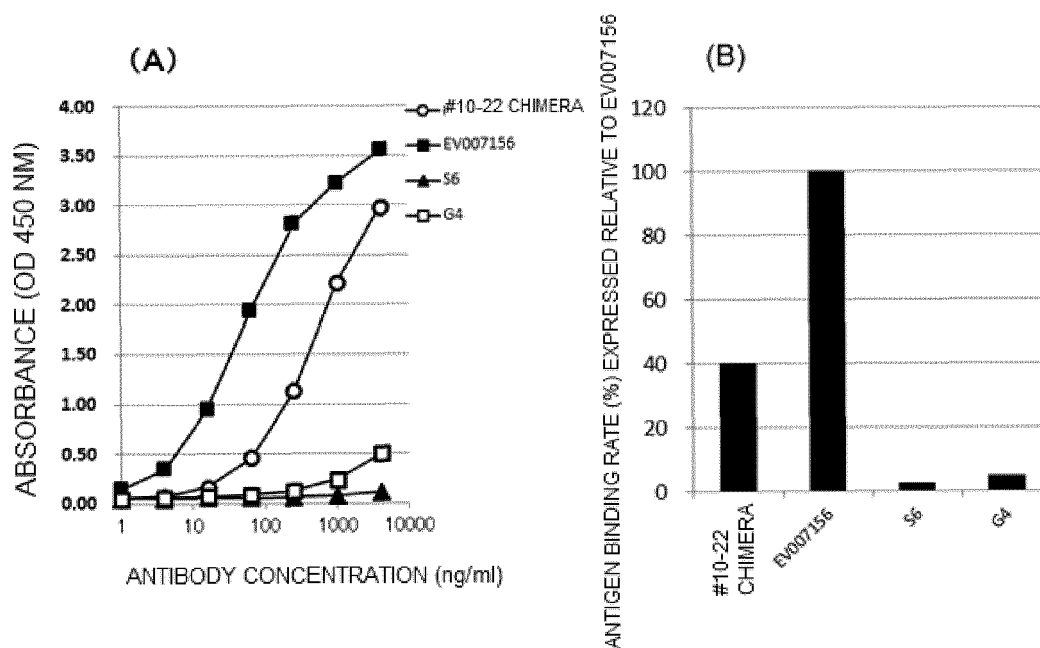 (A)
ABSORBANCE (OD 450 NM)
4.00
3.50
3.00
2.50
2.00
1.50
1.00
0.50
0.00
1 10 100 1000 10000
ANTIBODY CONCENTRATION (ng/ml)
#10-22 CHIMERA
EV007156
S6
G4
(B)
ANTIGEN BINDING RATE (%) EXPRESSED RELATIVE TO EV007156
120
100
80
60
40
20
0
#10-22
CHIMERA
EV007156
S6
G4